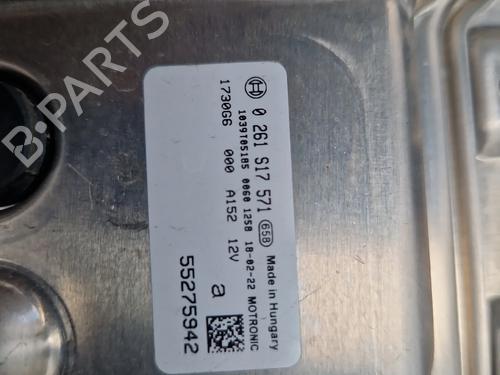 B-PARTS
0 261 S17 571 65B Made in Hungary
1039T05185 0060 1258 18-02-22 MOTRONIC
1730G6 000 A152 12V
a
55275942